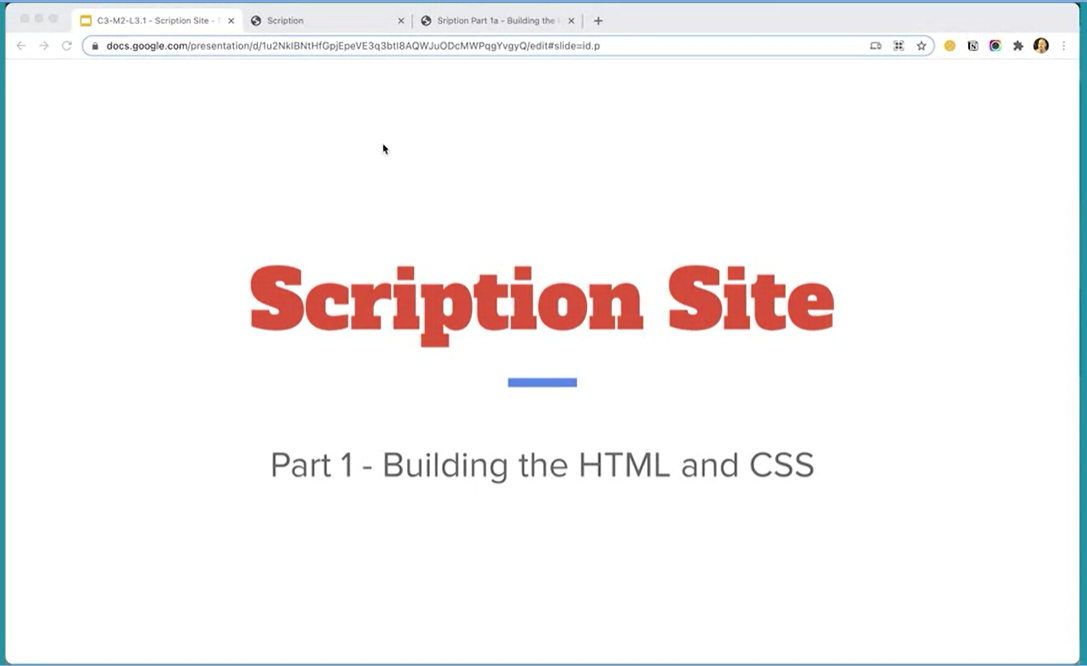 C3-M2-L3.1 - Scription Site -
Scription
Sription Part 1a - Building the
docs.google.com/presentation/d/1u2NkIBNtHfGpjEpeVE3q3btl8AQWJuODcMWPqgYvgyQ/edit#slide=id.p
Scription Site
Part 1 - Building the HTML and CSS